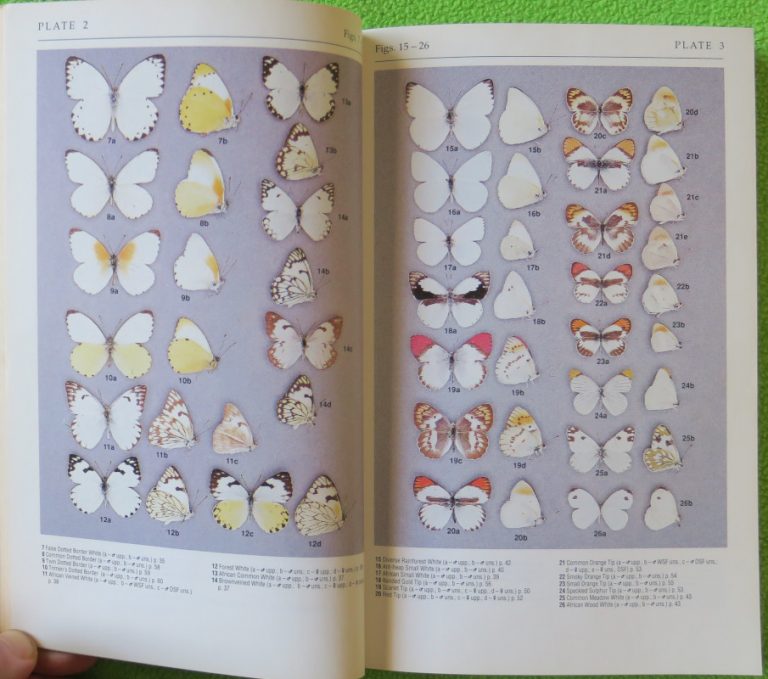 PLATE 2
Figs.
7a
7b
13a
13b
8a
8b
14a
9a
9b
14b
10a
10b
14c
11a
11b
11c
14d
12a
12b
12c
12d
7 False Dotted Border White (a – ♂ upp.; b – ♂ uns.) p. 35
8 Common Dotted Border (a – ♂ upp.; b – ♂ uns.) p. 58
9 Twin Dotted Border (a – ♂ upp.; b – ♂ uns.) p. 59
10 Trimen's Dotted Border (a – ♂ upp.; b – ♂ uns.) p. 60
11 African Veined White (a – ♂ upp.; b – ♂ WSF uns.; c – ♂ DSF uns.)
p. 38
12 Forest White (a – ♂ upp.; b – ♂ uns.; c – ♀ upp.; d – ♀ uns.)
13 African Common White (a – ♂ upp.; b – ♂ uns.) p. 37
14 Brownveined White (a – ♂ upp.; b – ♂ uns.; c – ♀ upp.; d – ♀ uns.)
p. 37
Figs. 15 – 26
PLATE 3
15a
15b
20c
20d
16a
16b
21a
21b
21c
17a
17b
21d
21e
18a
18b
22a
22b
19a
19b
23a
23b
24a
24b
19c
19d
25a
25b
20a
20b
26a
26b
15 Diverse Rainforest White (a – ♂ upp.; b – ♂ uns.) p. 42
16 Ant-heap Small White (a – ♂ upp.; b – ♂ uns.) p. 40
17 African Small White (a – ♂ upp.; b – ♂ uns.) p. 39
18 Banded Gold Tip (a – ♂ upp.; b – ♂ uns.) p. 56
19 Scarlet Tip (a – ♂ upp.; b – ♂ uns.; c – ♀ upp.; d – ♀ uns.) p. 50
20 Red Tip (a – ♂ upp.; b – ♂ uns.; c – ♀ upp.; d – ♀ uns.) p. 52
21 Common Orange Tip (a – ♂ upp.; b – ♂ WSF uns.; c – ♂ DSF uns.;
d – ♀ upp.; e – ♀ uns. DSF) p. 53
22 Smoky Orange Tip (a – ♂ upp.; b – ♂ uns.) p. 54
23 Small Orange Tip (a – ♂ upp.; b – ♂ uns.) p. 55
24 Speckled Sulphur Tip (a – ♂ upp.; b – ♂ uns.) p. 53
25 Common Meadow White (a – ♂ upp.; b – ♂ uns.) p. 45
26 African Wood White (a – ♂ upp.; b – ♂ uns.) p. 43